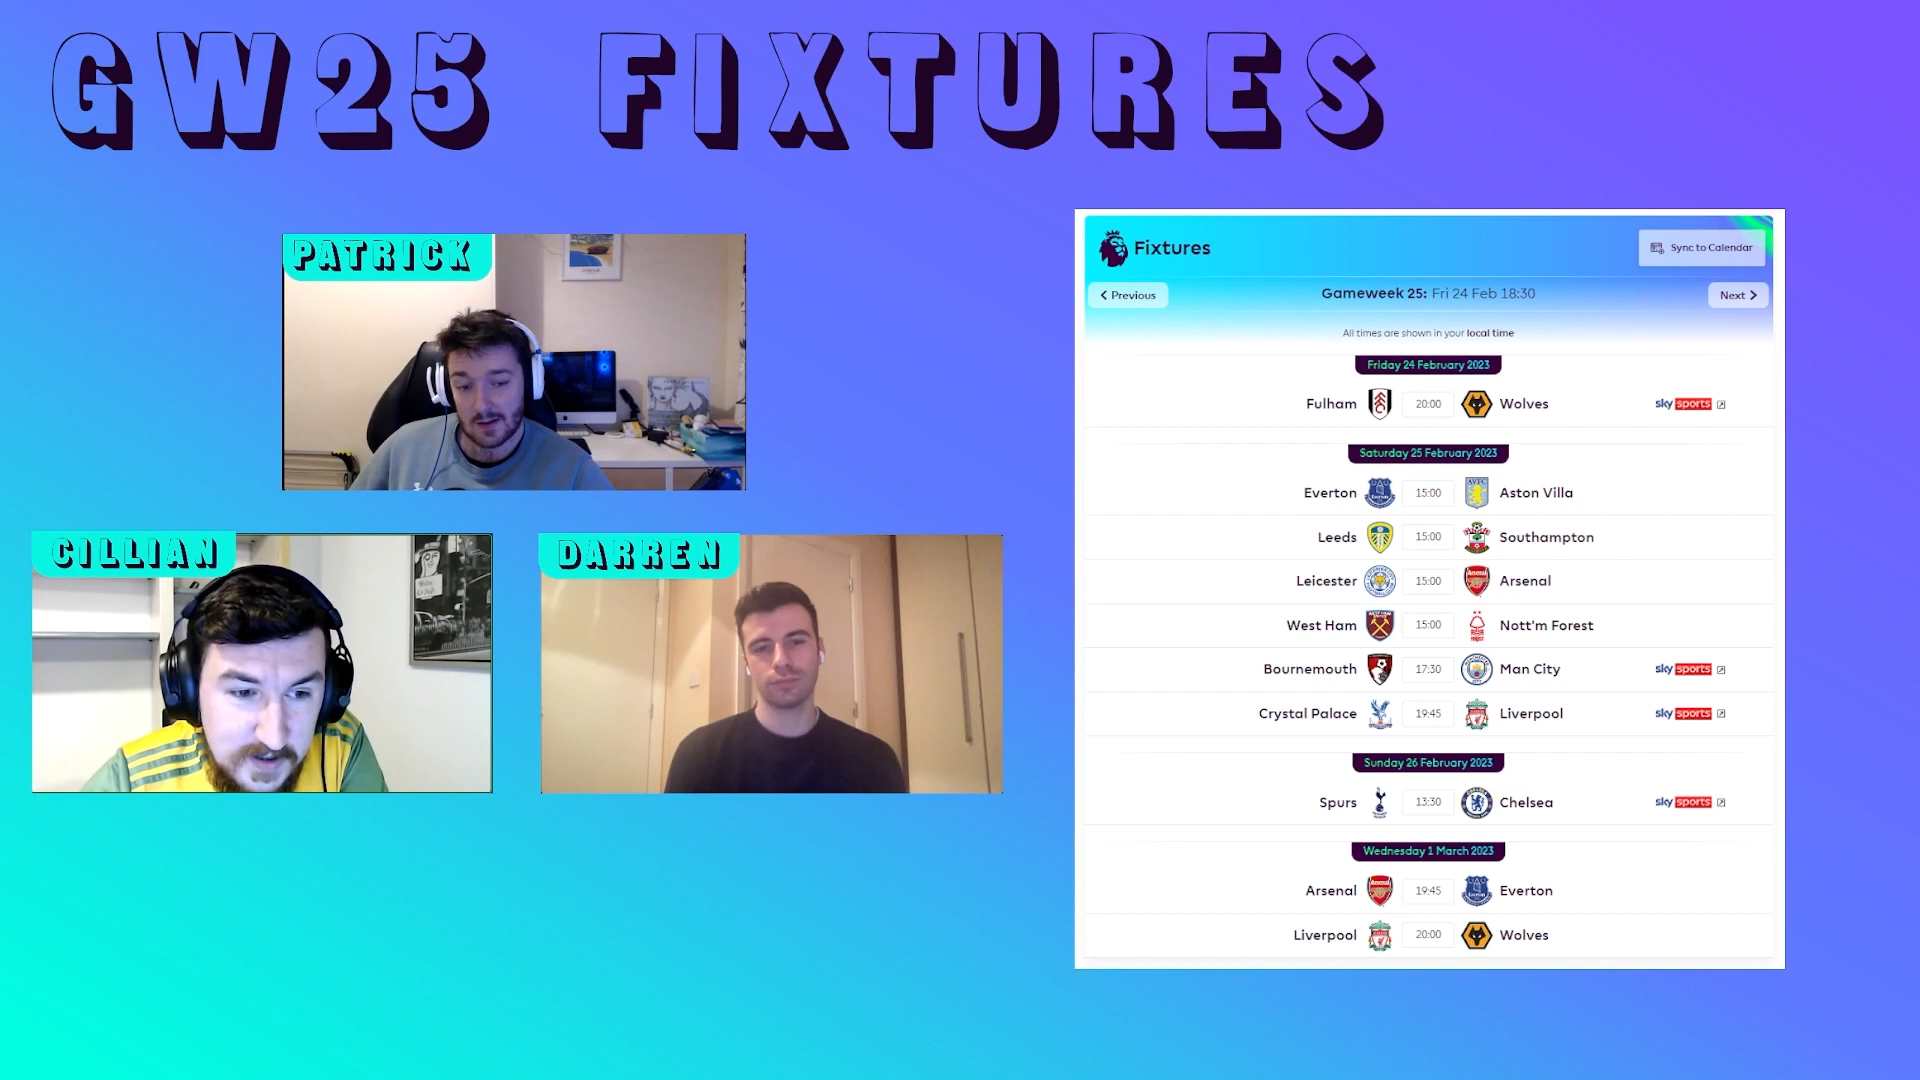 GW25 FIXTURES
PATRICK
CILLIAN
DARREN
Fixtures
Sync to Calendar
Previous
Gameweek 25: Fri 24 Feb 18:30
Next
All times are shown in your local time
Friday 24 February 2023
Fulham 20:00 Wolves sky sports
Saturday 25 February 2023
Everton 15:00 Aston Villa
Leeds 15:00 Southampton
Leicester 15:00 Arsenal
West Ham 15:00 Nott'm Forest
Bournemouth 17:30 Man City sky sports
Crystal Palace 19:45 Liverpool sky sports
Sunday 26 February 2023
Spurs 13:30 Chelsea sky sports
Wednesday 1 March 2023
Arsenal 19:45 Everton
Liverpool 20:00 Wolves